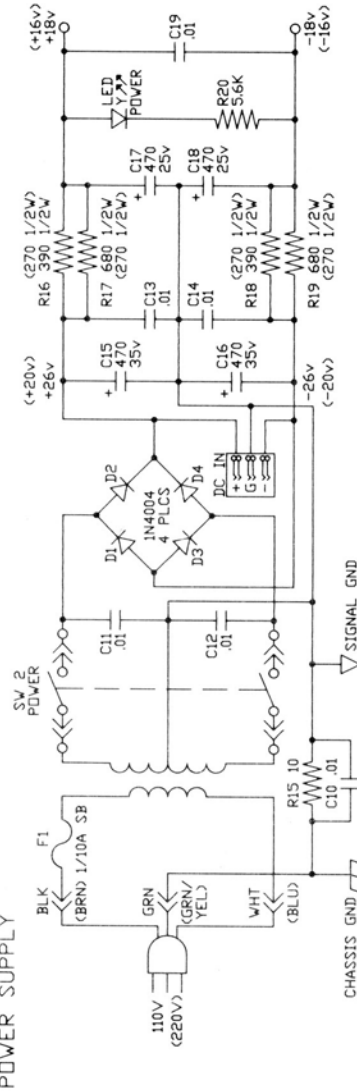 POWER SUPPLY
110V
(220V)
BLK
(BRN)
F1
1/10A SB
GRN
(GRN/
YEL)
WHT
(BLU)
CHASSIS GND
R15 10
C10 .01
SIGNAL GND
SW 2
POWER
C11
.01
C12
.01
D1
D2
1N4004
4 PLCS
D3
D4
DC IN
+
G
-
(+20v)
+26v
+
C15
470
35v
+
C16
470
35v
-26v
(-20v)
C13
.01
C14
.01
R16
(270 1/2W)
390 1/2W
R17
680 1/2W
(270 1/2W)
(270 1/2W)
R18 390 1/2W
R19 680 1/2W
(270 1/2W)
+
C17
470
25v
+
C18
470
25v
LED
POWER
R20
5.6K
C19
.01
(+16v)
+18v
-18v
(-16v)